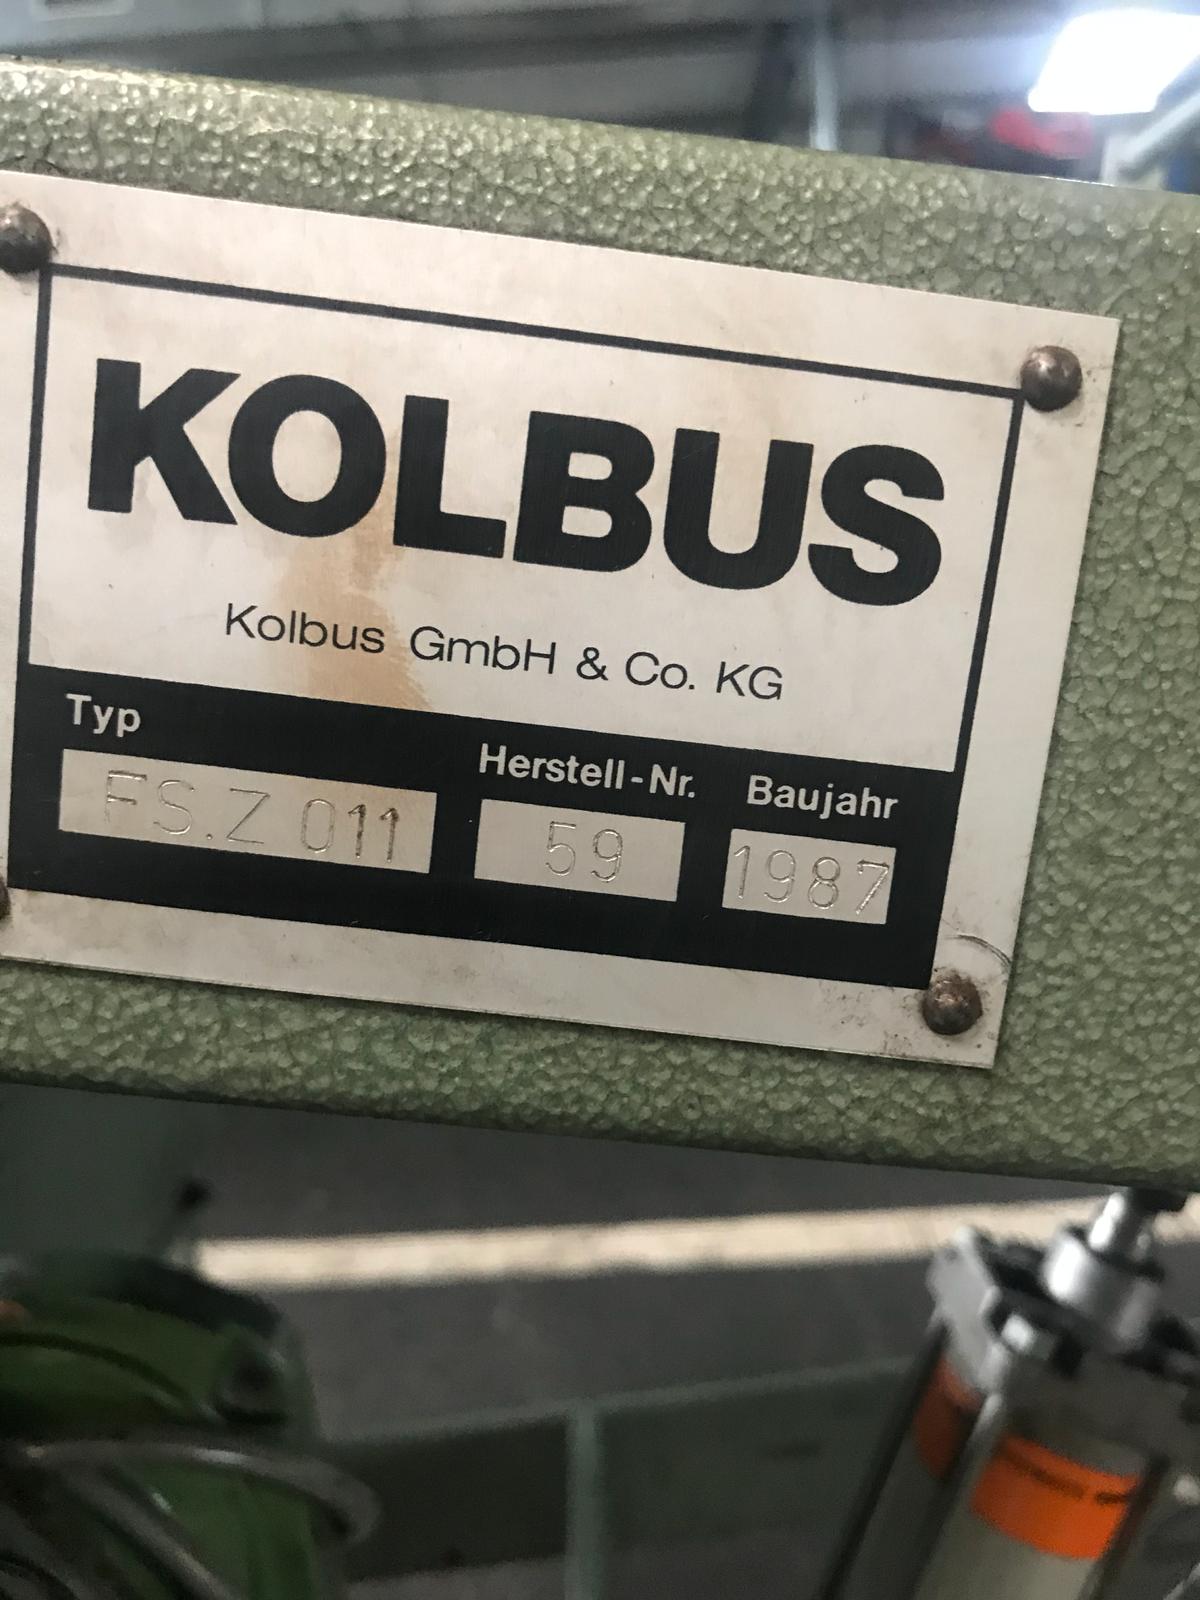 KOLBUS
Kolbus GmbH & Co. KG
Typ Herstell-Nr. Baujahr
FS.Z 011 59 1987